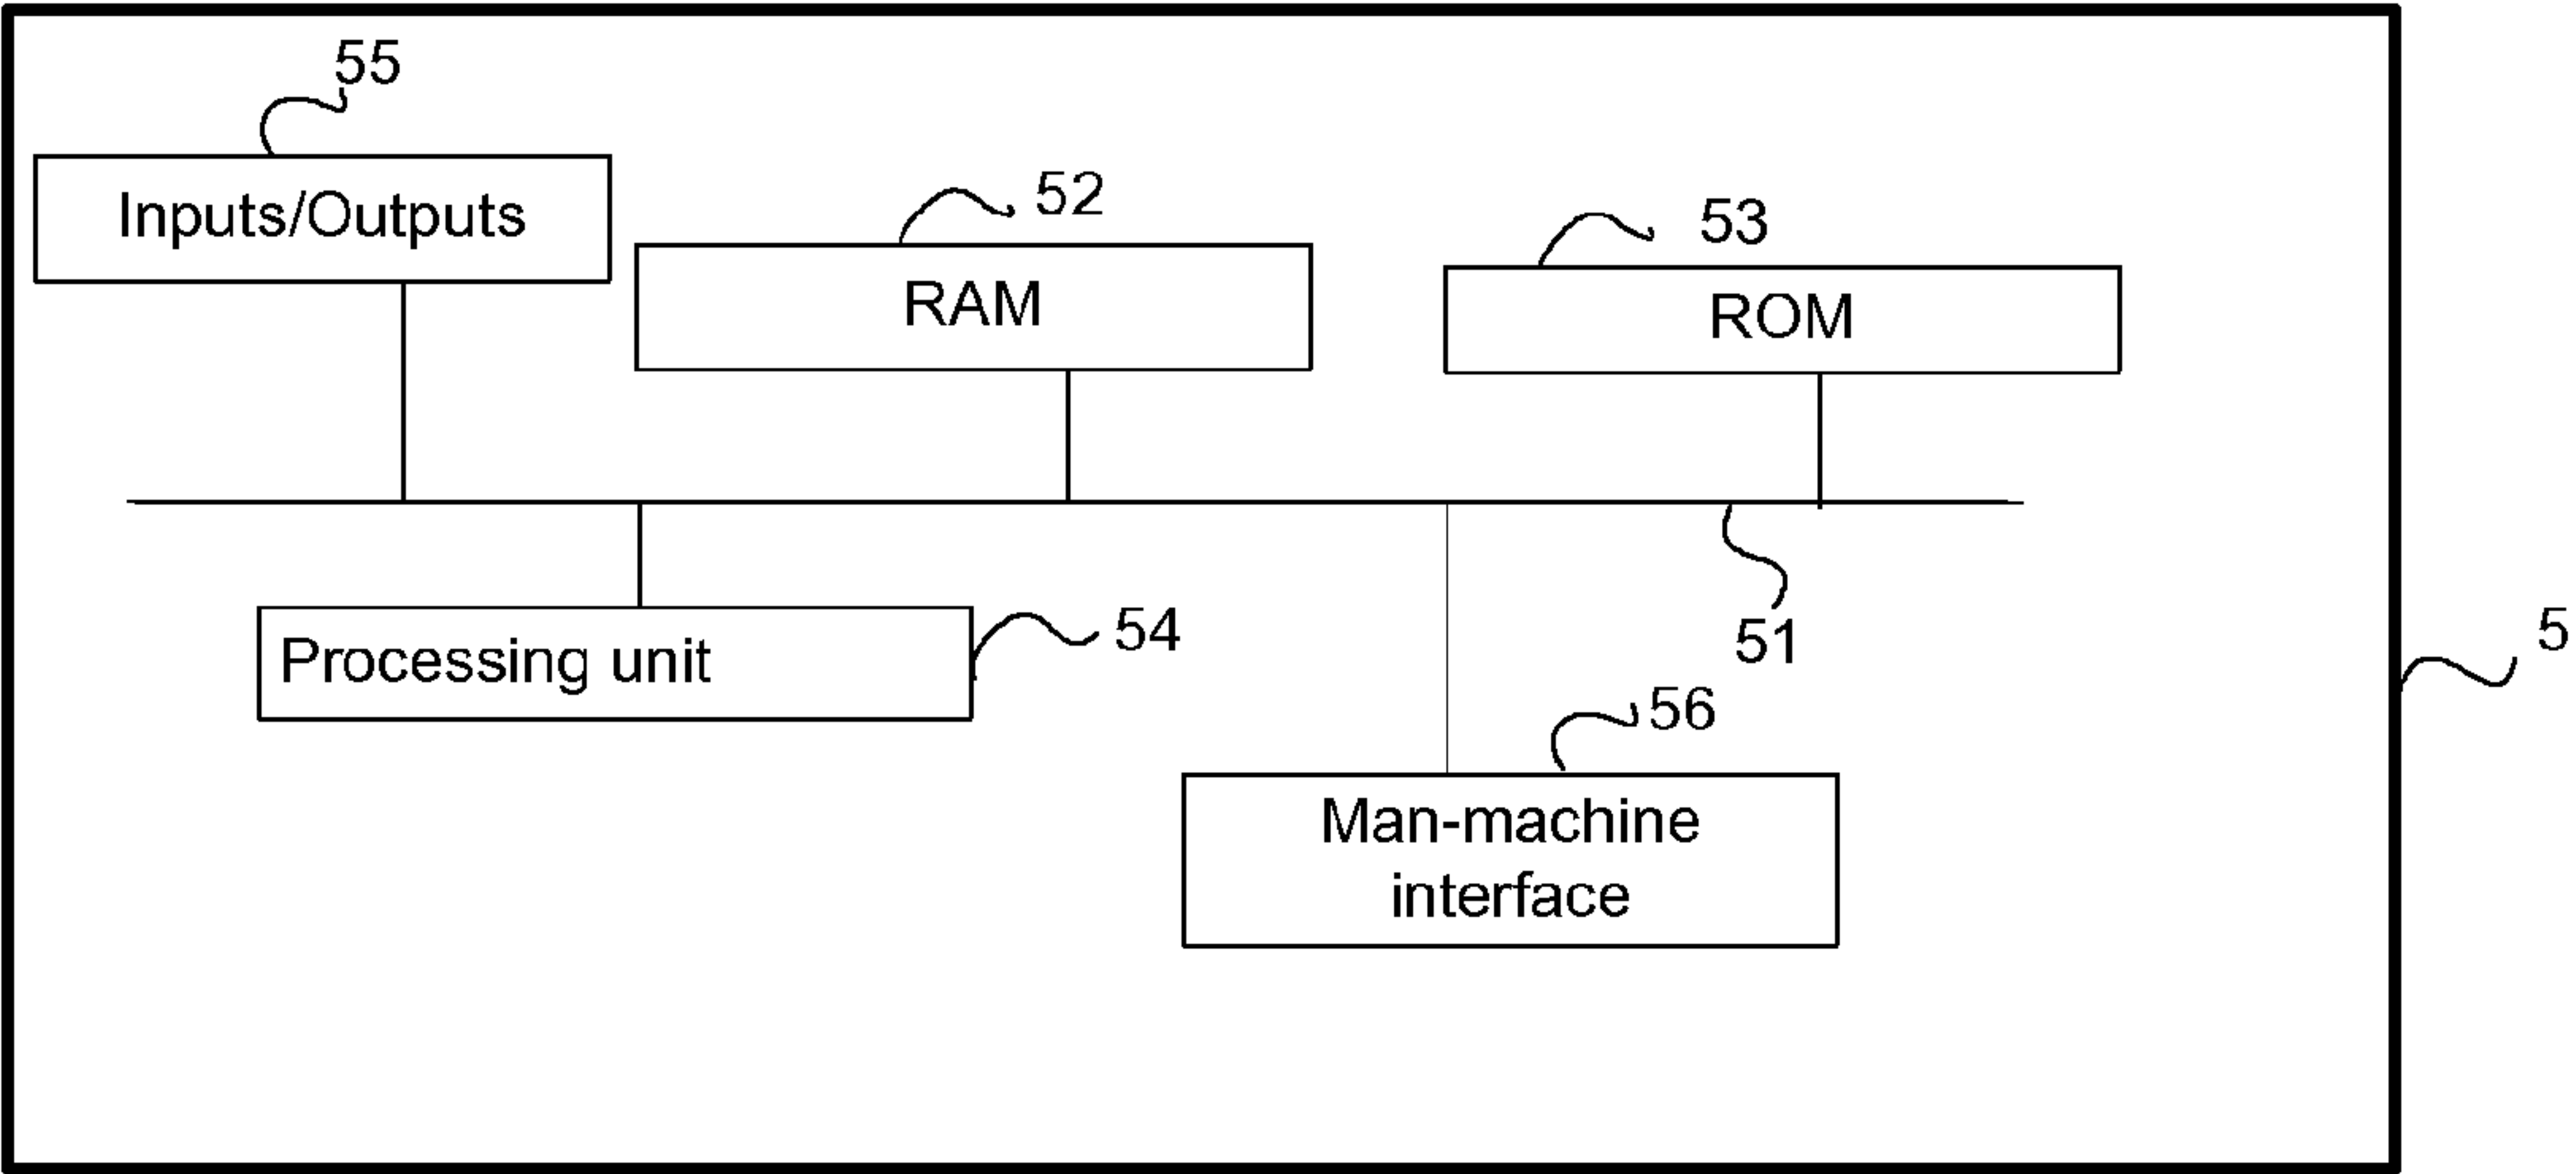 55
Inputs/Outputs
52
RAM
53
ROM
Processing unit
54
51
5
56
Man-machine
interface